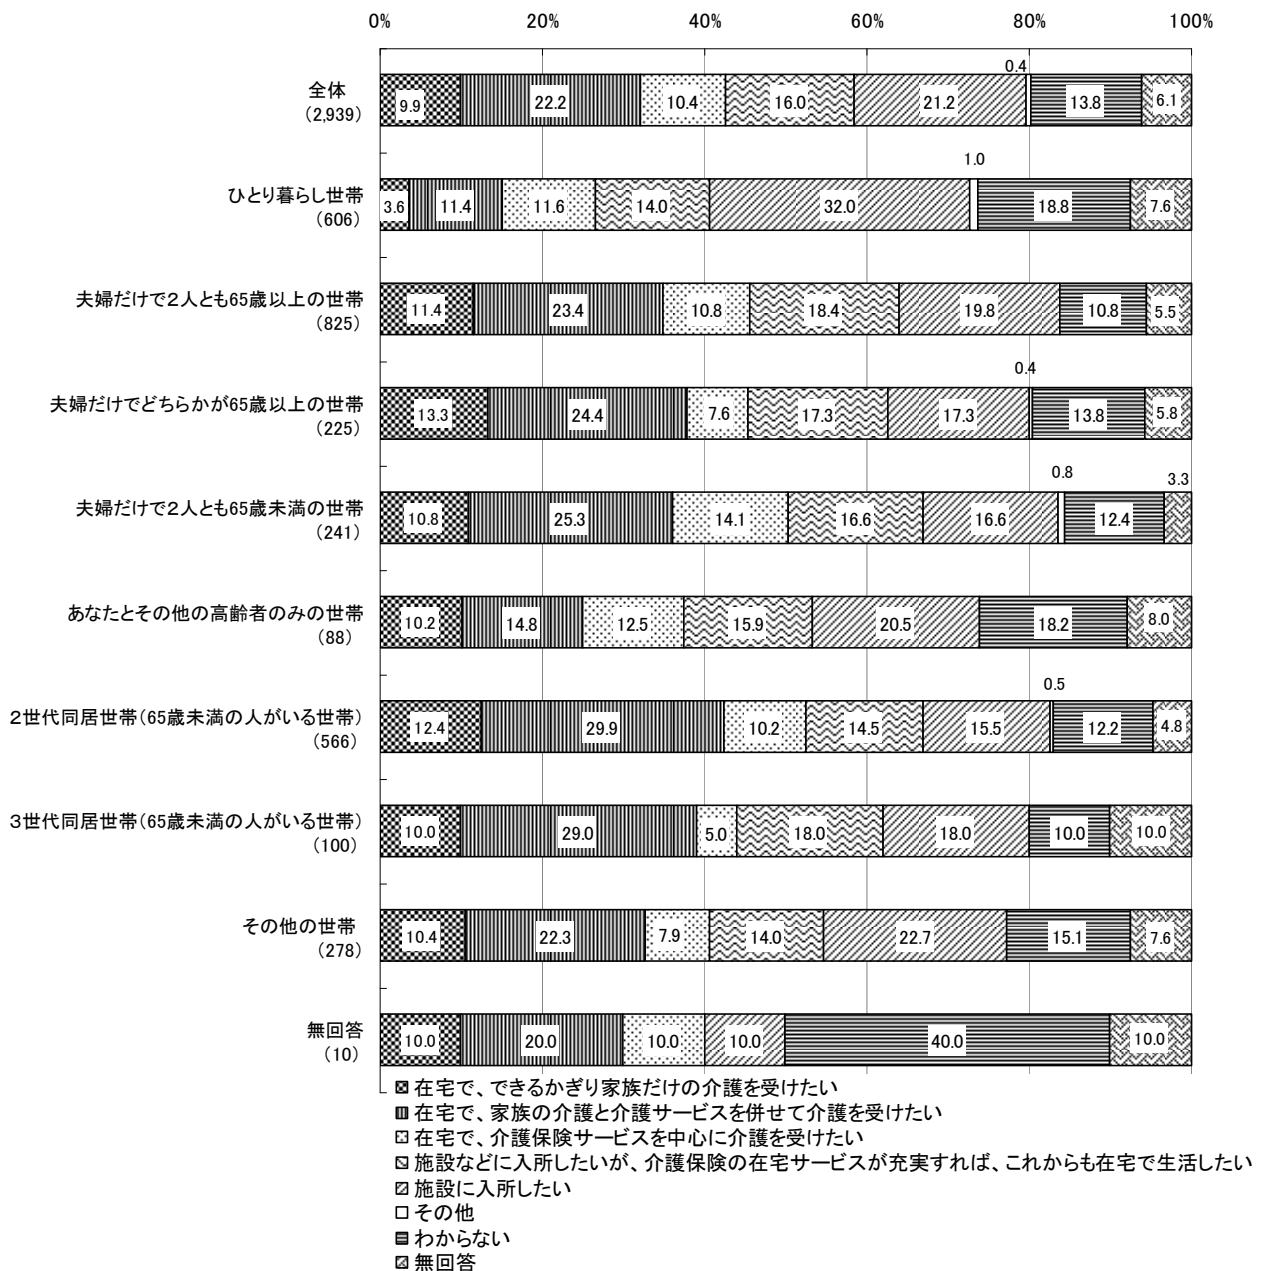 0% 20% 40% 60% 80% 100%
0.4
全体
（2,939）
9.9 22.2 10.4 16.0 21.2 13.8 6.1
1.0
ひとり暮らし世帯
（606）
3.6 11.4 11.6 14.0 32.0 18.8 7.6
夫婦だけで２人とも65歳以上の世帯
（825）
11.4 23.4 10.8 18.4 19.8 10.8 5.5
0.4
夫婦だけでどちらかが65歳以上の世帯
（225）
13.3 24.4 7.6 17.3 17.3 13.8 5.8
0.8 3.3
夫婦だけで２人とも65歳未満の世帯
（241）
10.8 25.3 14.1 16.6 16.6 12.4
あなたとその他の高齢者のみの世帯
（88）
10.2 14.8 12.5 15.9 20.5 18.2 8.0
0.5
２世代同居世帯（65歳未満の人がいる世帯）
（566）
12.4 29.9 10.2 14.5 15.5 12.2 4.8
３世代同居世帯（65歳未満の人がいる世帯）
（100）
10.0 29.0 5.0 18.0 18.0 10.0 10.0
その他の世帯
（278）
10.4 22.3 7.9 14.0 22.7 15.1 7.6
無回答
（10）
10.0 20.0 10.0 10.0 40.0 10.0
在宅で、できるかぎり家族だけの介護を受けたい
在宅で、家族の介護と介護サービスを併せて介護を受けたい
在宅で、介護保険サービスを中心に介護を受けたい
施設などに入所したいが、介護保険の在宅サービスが充実すれば、これからも在宅で生活したい
施設に入所したい
その他
わからない
無回答